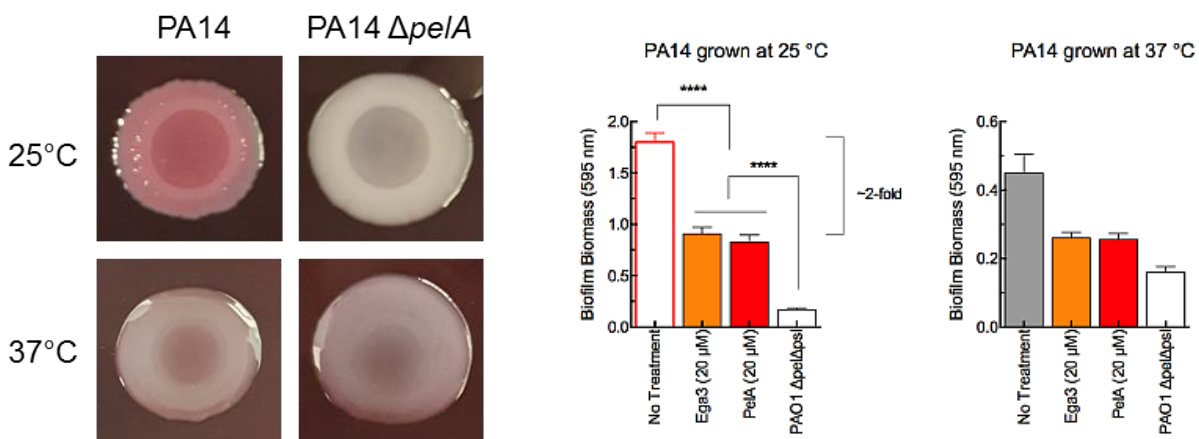 PA14
PA14 ΔpelA
25°C
37°C
PA14 grown at 25 °C
****
****
~2-fold
Biofilm Biomass (595 nm)
2.0
1.5
1.0
0.5
0.0
No Treatment
Ega3 (20 μM)
PelA (20 μM)
PAO1 ΔpelΔpsl
PA14 grown at 37 °C
Biofilm Biomass (595 nm)
0.6
0.4
0.2
0.0
No Treatment
Ega3 (20 μM)
PelA (20 μM)
PAO1 ΔpelΔpsl